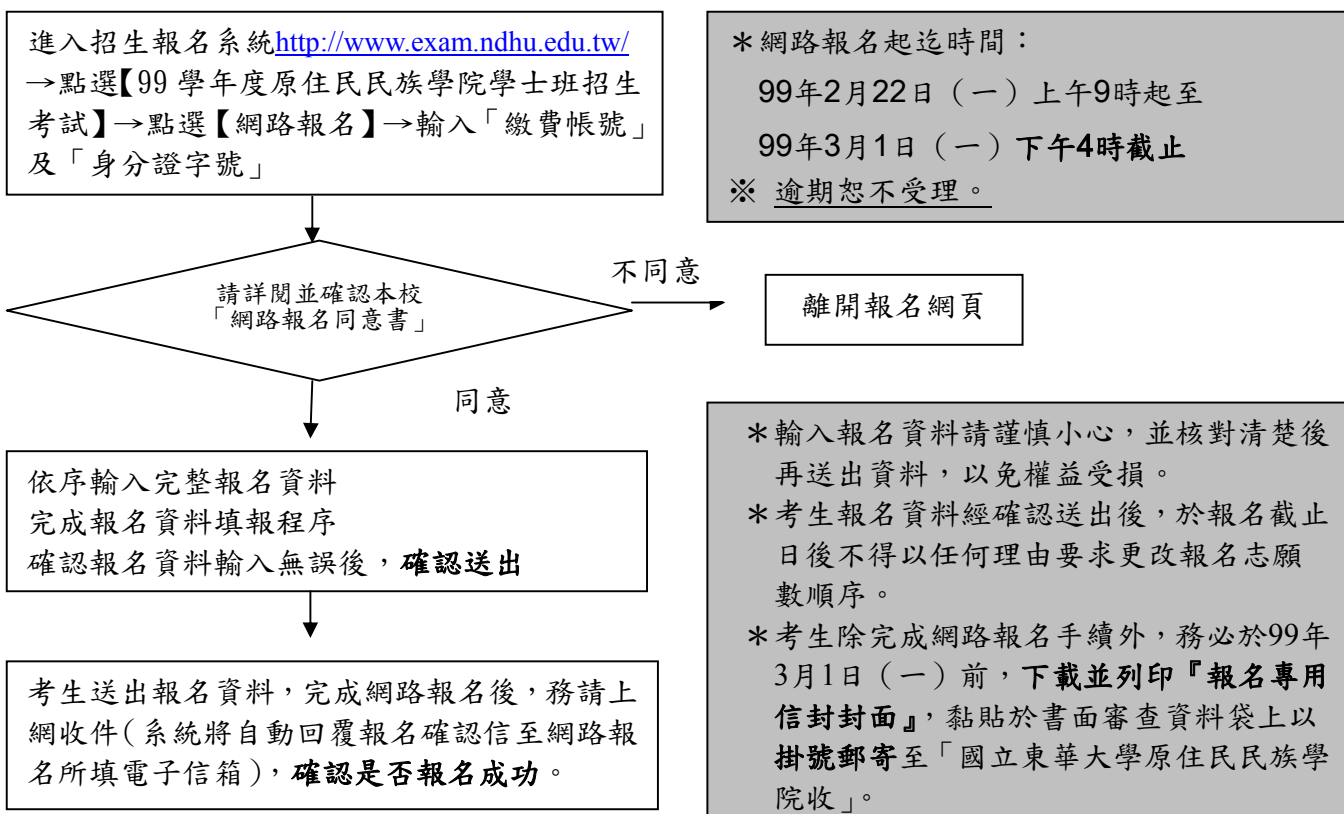 進入招生報名系統http://www.exam.ndhu.edu.tw/
→點選【99 學年度原住民民族學院學士班招生
考試】→點選【網路報名】→輸入「繳費帳號」
及「身分證字號」
＊網路報名起迄時間：
99年2月22日（一）上午9時起至
99年3月1日（一）下午4時截止
※ 逾期恕不受理。
請詳閱並確認本校
「網路報名同意書」
不同意
離開報名網頁
同意
依序輸入完整報名資料
完成報名資料填報程序
確認報名資料輸入無誤後，確認送出
考生送出報名資料，完成網路報名後，務請上
網收件(系統將自動回覆報名確認信至網路報
名所填電子信箱)，確認是否報名成功。
＊輸入報名資料請謹慎小心，並核對清楚後
再送出資料，以免權益受損。
＊考生報名資料經確認送出後，於報名截止
日後不得以任何理由要求更改報名志願
數順序。
＊考生除完成網路報名手續外，務必於99年
3月1日（一）前，下載並列印『報名專用
信封封面』，黏貼於書面審查資料袋上以
掛號郵寄至「國立東華大學原住民民族學
院收」。